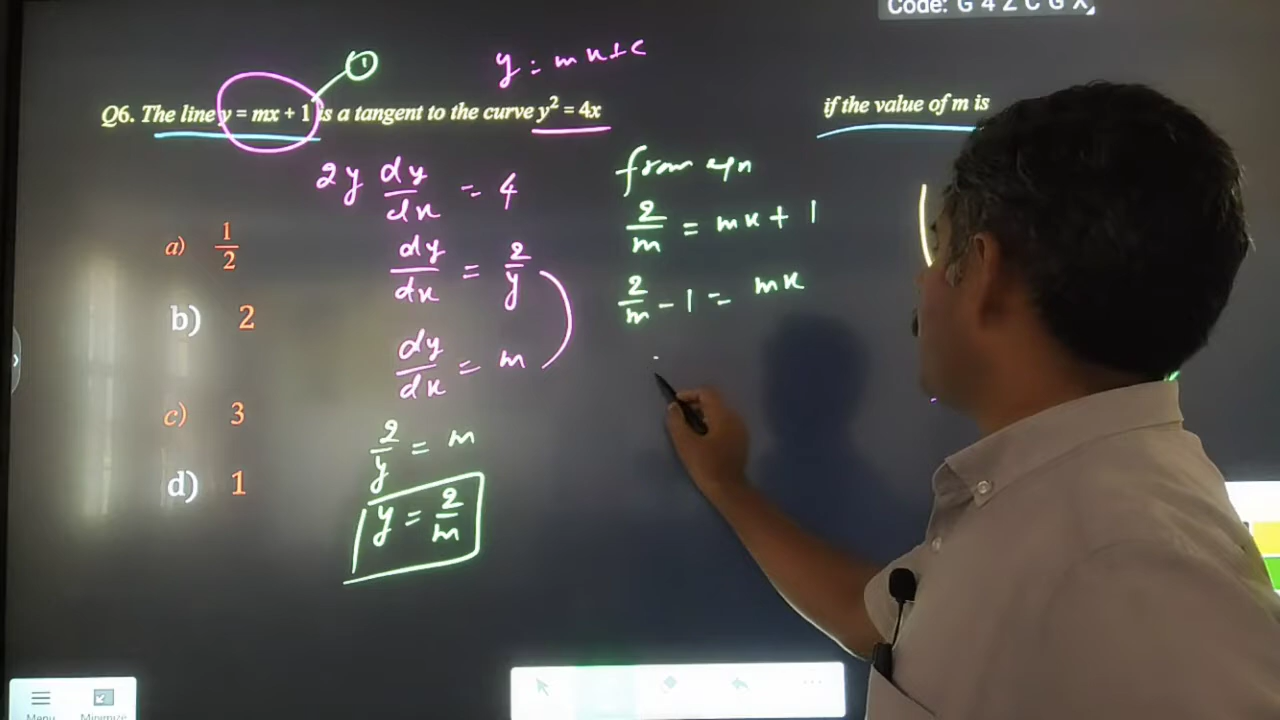 Code: G 4 Z C G X
y = mx + c
①
Q6. The line y = mx + 1 is a tangent to the curve y² = 4x if the value of m is
2y dy/dx = 4
dy/dx = 2/y
dy/dx = m
2/y = m
y = 2/m
from eqn
2/m = mx + 1
2/m - 1 = mx
a) 1/2
b) 2
c) 3
d) 1
Menu
Minimize